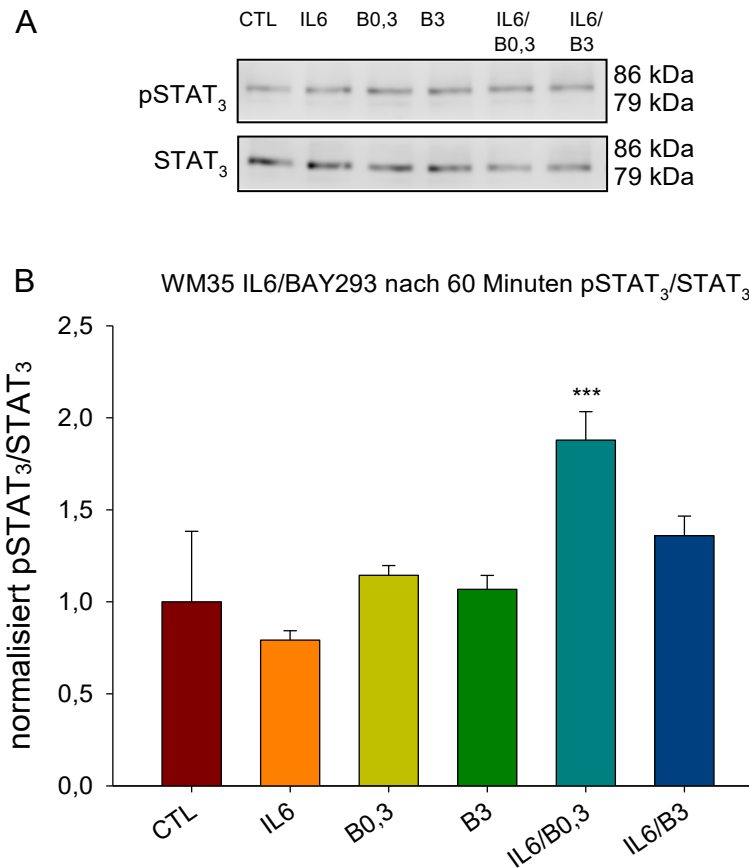 A
CTL IL6 B0,3 B3 IL6/ IL6/
B0,3 B3
pSTAT3
86 kDa
79 kDa
STAT3
86 kDa
79 kDa
B
WM35 IL6/BAY293 nach 60 Minuten pSTAT3/STAT3
normalisiert pSTAT3/STAT3
2,5
2,0
1,5
1,0
0,5
0,0
***
CTL IL6 B0,3 B3 IL6/B0,3 IL6/B3